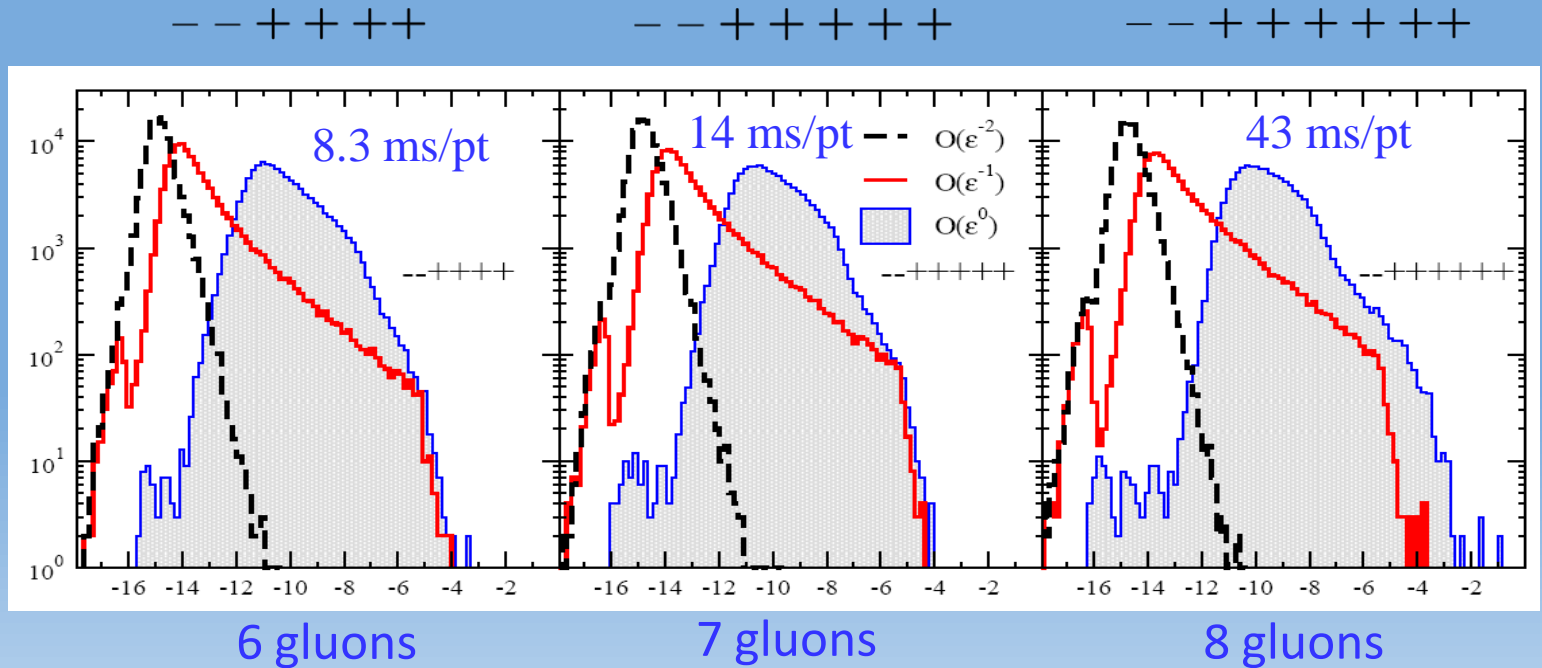 − − + + + +
− − + + + + +
− − + + + + + +
8.3 ms/pt
14 ms/pt
43 ms/pt
O(ε⁻²)
O(ε⁻¹)
O(ε⁰)
--++++
--+++++
--++++++
10⁴
10³
10²
10¹
10⁰
-16 -14 -12 -10 -8 -6 -4 -2
-16 -14 -12 -10 -8 -6 -4 -2
-16 -14 -12 -10 -8 -6 -4 -2
6 gluons
7 gluons
8 gluons